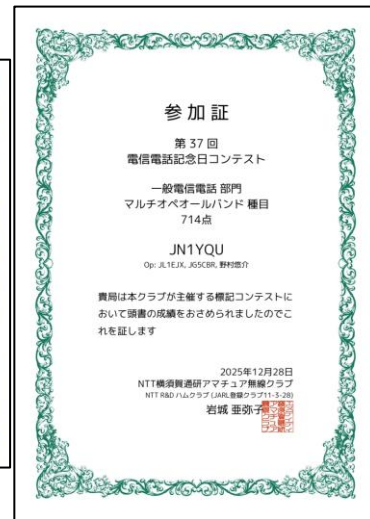 参加証
第 37 回
電信電話記念日コンテスト
一般電信電話 部門
マルチオペオールバンド 種目
714点
JN1YQU
Op: JL1EJX, JG5CBR, 野村悠介
貴局は本クラブが主催する標記コンテストに
おいて頭書の成績をおさめられましたのでこ
れを証します
2025年12月28日
NTT横須賀通研アマチュア無線クラブ
NTT R&D ハムクラブ (JARL登録クラブ11-3-28)
岩城 亜弥子